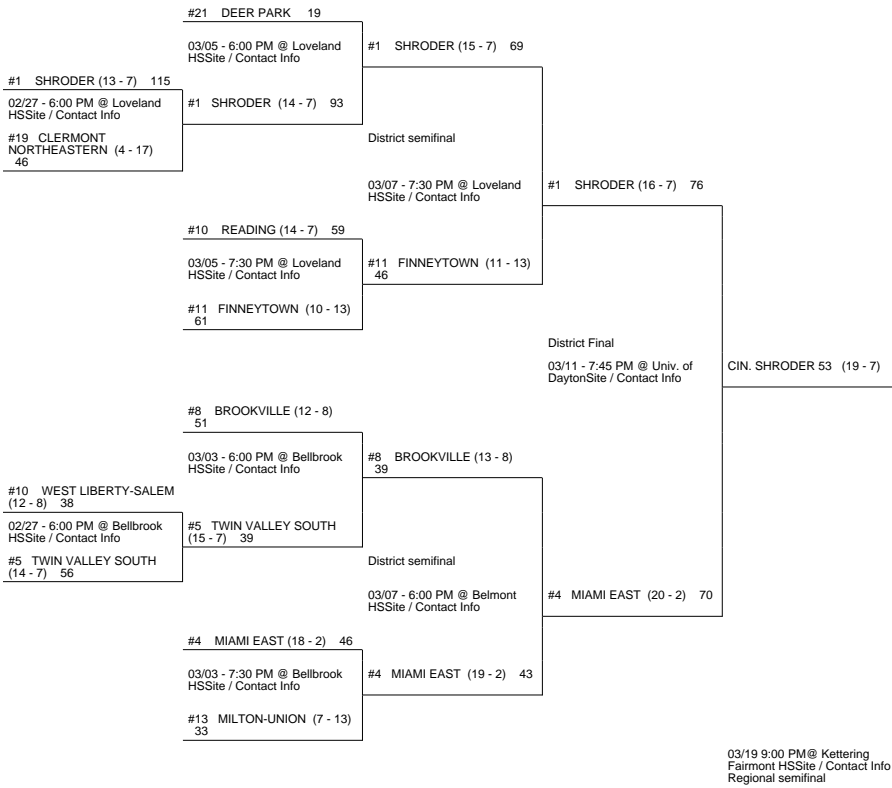 #21 DEER PARK 19
03/05 - 6:00 PM @ Loveland
HSSite / Contact Info
#1 SHRODER (15 - 7) 69
#1 SHRODER (13 - 7) 115
02/27 - 6:00 PM @ Loveland
HSSite / Contact Info
#1 SHRODER (14 - 7) 93
#19 CLERMONT
NORTHEASTERN (4 - 17)
46
District semifinal
03/07 - 7:30 PM @ Loveland
HSSite / Contact Info
#1 SHRODER (16 - 7) 76
#10 READING (14 - 7) 59
03/05 - 7:30 PM @ Loveland
HSSite / Contact Info
#11 FINNEYTOWN (11 - 13)
46
#11 FINNEYTOWN (10 - 13)
61
District Final
03/11 - 7:45 PM @ Univ. of
DaytonSite / Contact Info
CIN. SHRODER 53 (19 - 7)
#8 BROOKVILLE (12 - 8)
51
03/03 - 6:00 PM @ Bellbrook
HSSite / Contact Info
#8 BROOKVILLE (13 - 8)
39
#10 WEST LIBERTY-SALEM
(12 - 8) 38
02/27 - 6:00 PM @ Bellbrook
HSSite / Contact Info
#5 TWIN VALLEY SOUTH
(15 - 7) 39
#5 TWIN VALLEY SOUTH
(14 - 7) 56
District semifinal
03/07 - 6:00 PM @ Belmont
HSSite / Contact Info
#4 MIAMI EAST (20 - 2) 70
#4 MIAMI EAST (18 - 2) 46
03/03 - 7:30 PM @ Bellbrook
HSSite / Contact Info
#4 MIAMI EAST (19 - 2) 43
#13 MILTON-UNION (7 - 13)
33
03/19 9:00 PM@ Kettering
Fairmont HSSite / Contact Info
Regional semifinal